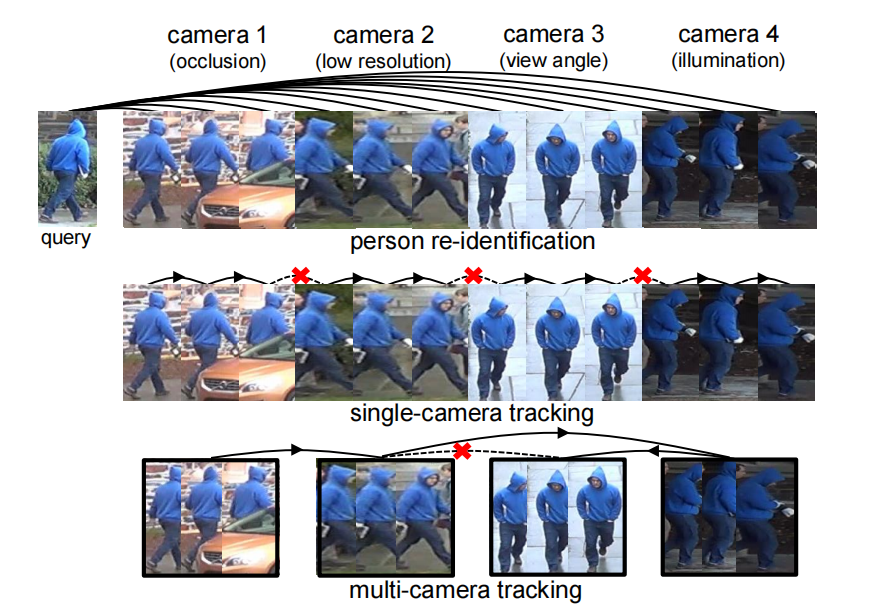 camera 1 camera 2 camera 3 camera 4
(occlusion) (low resolution) (view angle) (illumination)
query
person re-identification
single-camera tracking
multi-camera tracking